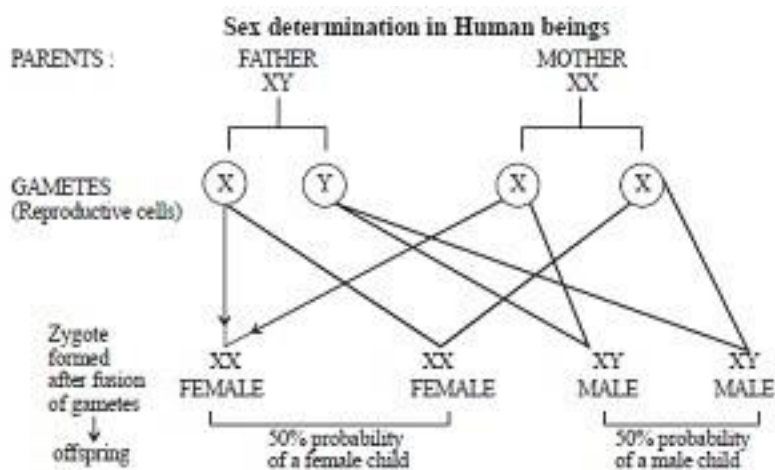 Sex determination in Human beings
PARENTS : FATHER MOTHER
XY XX
GAMETES
(Reproductive cells)
X Y X X
Zygote
formed
after fusion
of gametes
offspring
XX XX XY XY
FEMALE FEMALE MALE MALE
50% probability
of a female child
50% probability
of a male child